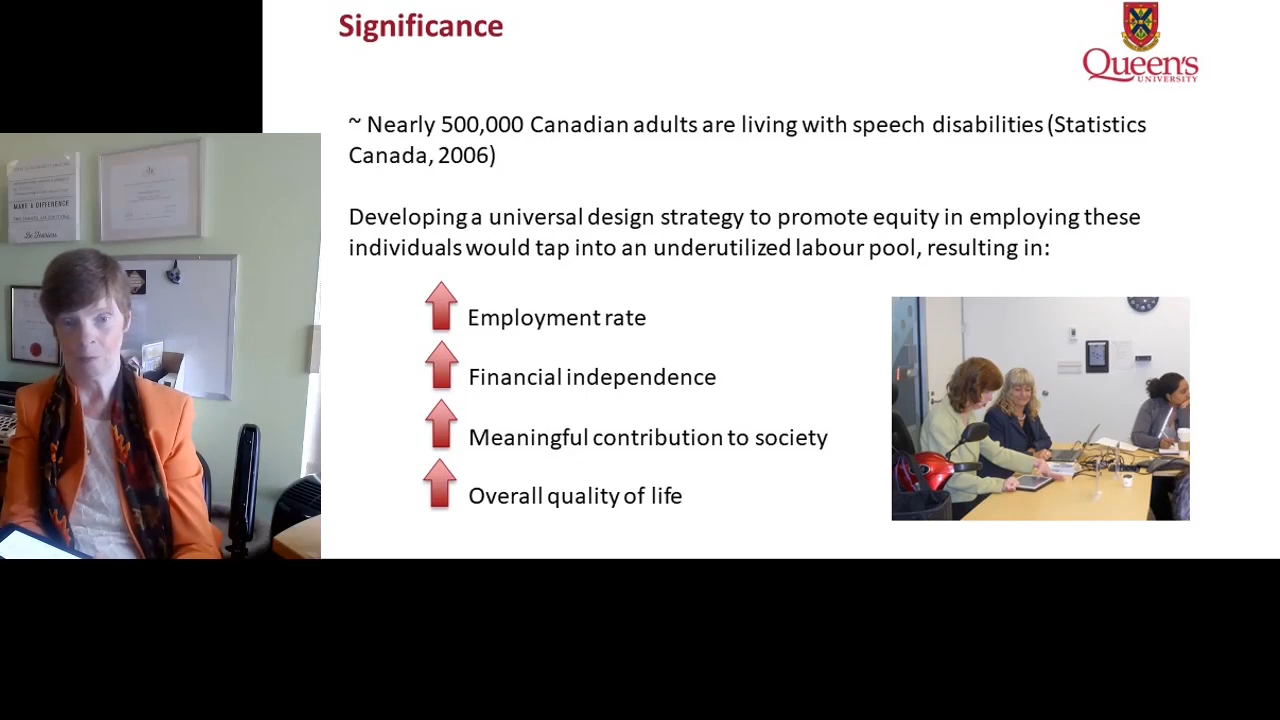 Significance
Queen's
UNIVERSITY
~ Nearly 500,000 Canadian adults are living with speech disabilities (Statistics
Canada, 2006)
Developing a universal design strategy to promote equity in employing these
individuals would tap into an underutilized labour pool, resulting in:
Employment rate
Financial independence
Meaningful contribution to society
Overall quality of life
MAKE A DIFFERENCE